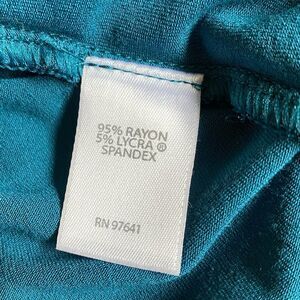 95% RAYON
5% LYCRA ®
SPANDEX
RN 97641